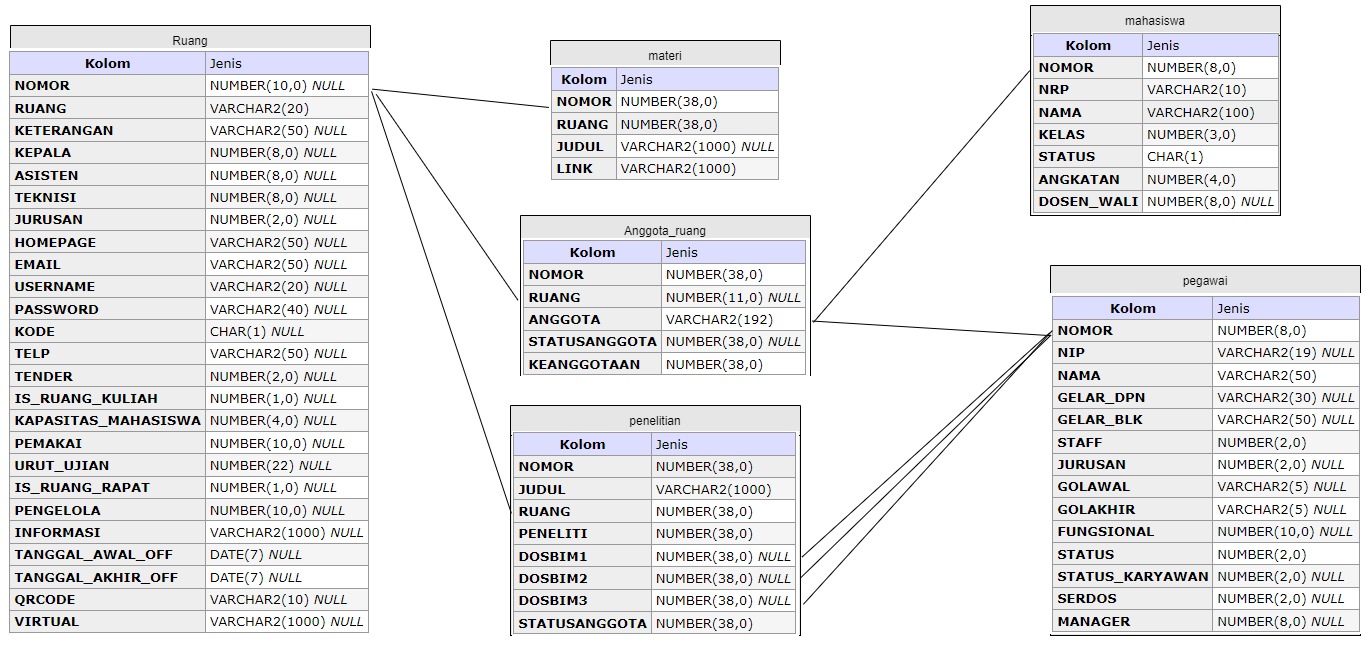 Ruang
Kolom Jenis
NOMOR NUMBER(10,0) NULL
RUANG VARCHAR2(20)
KETERANGAN VARCHAR2(50) NULL
KEPALA NUMBER(8,0) NULL
ASISTEN NUMBER(8,0) NULL
TEKNISI NUMBER(8,0) NULL
JURUSAN NUMBER(2,0) NULL
HOMEPAGE VARCHAR2(50) NULL
EMAIL VARCHAR2(50) NULL
USERNAME VARCHAR2(20) NULL
PASSWORD VARCHAR2(40) NULL
KODE CHAR(1) NULL
TELP VARCHAR2(50) NULL
TENDER NUMBER(2,0) NULL
IS_RUANG_KULIAH NUMBER(1,0) NULL
KAPASITAS_MAHASISWA NUMBER(4,0) NULL
PEMAKAI NUMBER(10,0) NULL
URUT_UJIAN NUMBER(22) NULL
IS_RUANG_RAPAT NUMBER(1,0) NULL
PENGELOLA NUMBER(10,0) NULL
INFORMASI VARCHAR2(1000) NULL
TANGGAL_AWAL_OFF DATE(7) NULL
TANGGAL_AKHIR_OFF DATE(7) NULL
QRCODE VARCHAR2(10) NULL
VIRTUAL VARCHAR2(1000) NULL
materi
Kolom Jenis
NOMOR NUMBER(38,0)
RUANG NUMBER(38,0)
JUDUL VARCHAR2(1000) NULL
LINK VARCHAR2(1000)
Anggota_ruang
Kolom Jenis
NOMOR NUMBER(38,0)
RUANG NUMBER(11,0) NULL
ANGGOTA VARCHAR2(192)
STATUSANGGOTA NUMBER(38,0) NULL
KEANGGOTAAN NUMBER(38,0)
penelitian
Kolom Jenis
NOMOR NUMBER(38,0)
JUDUL VARCHAR2(1000)
RUANG NUMBER(38,0)
PENELITI NUMBER(38,0)
DOSBIM1 NUMBER(38,0) NULL
DOSBIM2 NUMBER(38,0) NULL
DOSBIM3 NUMBER(38,0) NULL
STATUSANGGOTA NUMBER(38,0)
mahasiswa
Kolom Jenis
NOMOR NUMBER(8,0)
NRP VARCHAR2(10)
NAMA VARCHAR2(100)
KELAS NUMBER(3,0)
STATUS CHAR(1)
ANGKATAN NUMBER(4,0)
DOSEN_WALI NUMBER(8,0) NULL
pegawai
Kolom Jenis
NOMOR NUMBER(8,0)
NIP VARCHAR2(19) NULL
NAMA VARCHAR2(50)
GELAR_DPN VARCHAR2(30) NULL
GELAR_BLK VARCHAR2(50) NULL
STAFF NUMBER(2,0)
JURUSAN NUMBER(2,0) NULL
GOLAWAL VARCHAR2(5) NULL
GOLAKHIR VARCHAR2(5) NULL
FUNGSIONAL NUMBER(10,0) NULL
STATUS NUMBER(2,0)
STATUS_KARYAWAN NUMBER(2,0) NULL
SERDOS NUMBER(2,0) NULL
MANAGER NUMBER(8,0) NULL